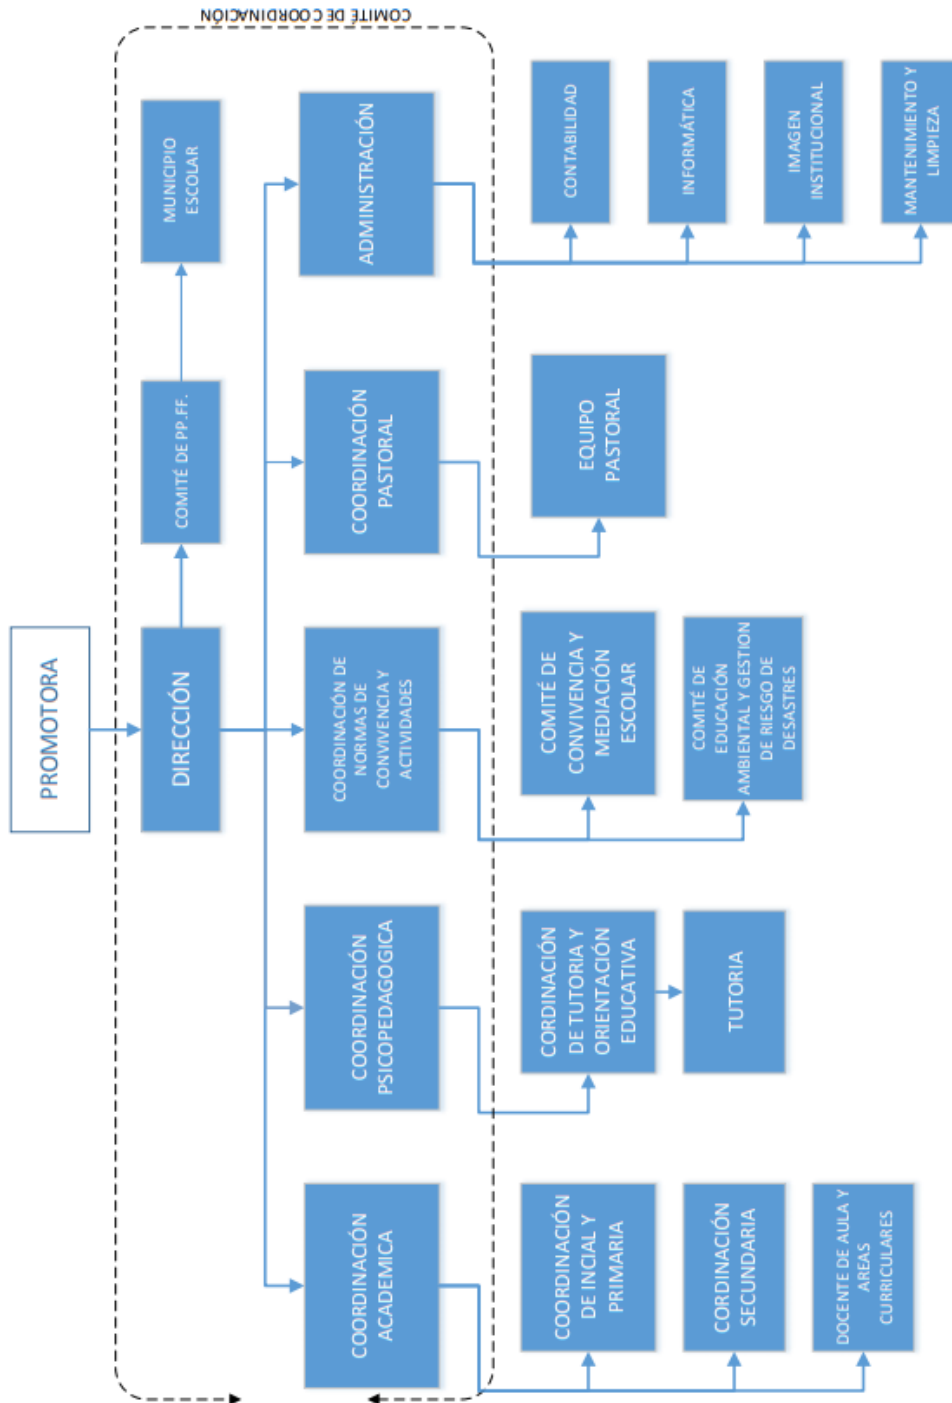 PROMOTORA
COMITÉ DE COORDINACIÓN
DIRECCIÓN
COMITÉ DE PP.FF.
MUNICIPIO
ESCOLAR
COORDINACIÓN
ACADEMICA
COORDINACIÓN
PSICOPEDAGOGICA
COORDINACIÓN DE
NORMAS DE
CONVIVENCIA Y
ACTIVIDADES
COORDINACIÓN
PASTORAL
ADMINISTRACIÓN
COORDINACIÓN
DE INCIAL Y
PRIMARIA
CORDINACIÓN
SECUNDARIA
DOCENTE DE AULA Y
AREAS
CURRICULARES
CORDINACIÓN
DE TUTORIA Y
ORIENTACIÓN
EDUCATIVA
TUTORIA
COMITÉ DE
CONVIVENCIA Y
MEDIACIÓN
ESCOLAR
COMITÉ DE
EDUCACIÓN
AMBIENTAL Y GESTION
DE RIESGO DE
DESASTRES
EQUIPO
PASTORAL
CONTABILIDAD
INFORMÁTICA
IMAGEN
INSTITUCIONAL
MANTENIMIENTO Y
LIMPIEZA